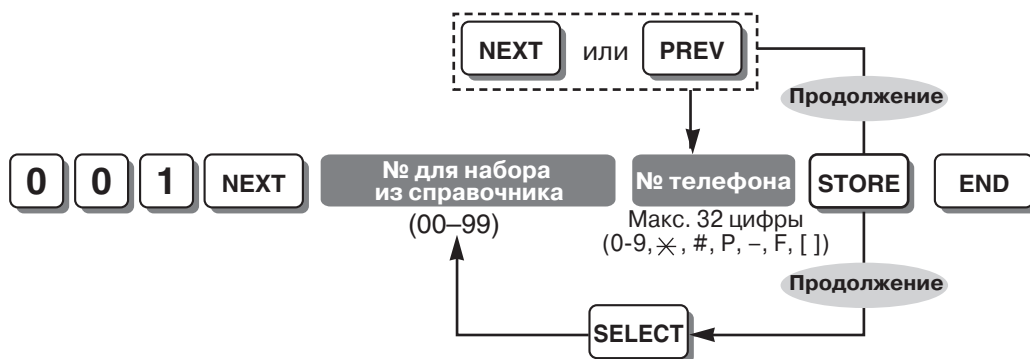 NEXT или PREV
Продолжение
0 0 1 NEXT № для набора из справочника № телефона STORE END
(00–99)
Макс. 32 цифры
(0-9, ✳, #, P, –, F, [ ])
Продолжение
SELECT